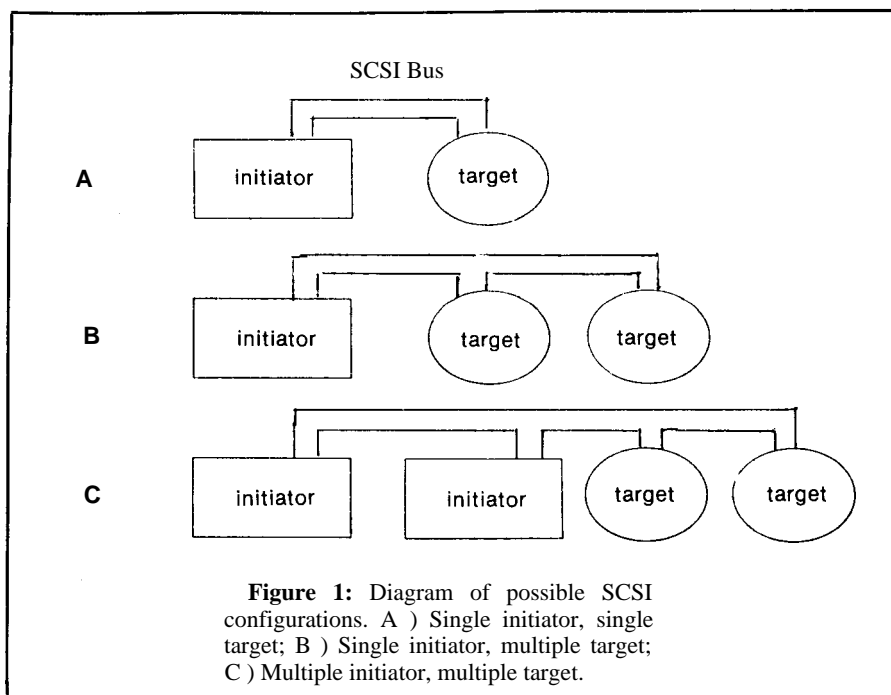 SCSI Bus
A initiator target
B initiator target target
C initiator initiator target target
Figure 1: Diagram of possible SCSI
configurations. A ) Single initiator, single
target; B ) Single initiator, multiple target;
C ) Multiple initiator, multiple target.